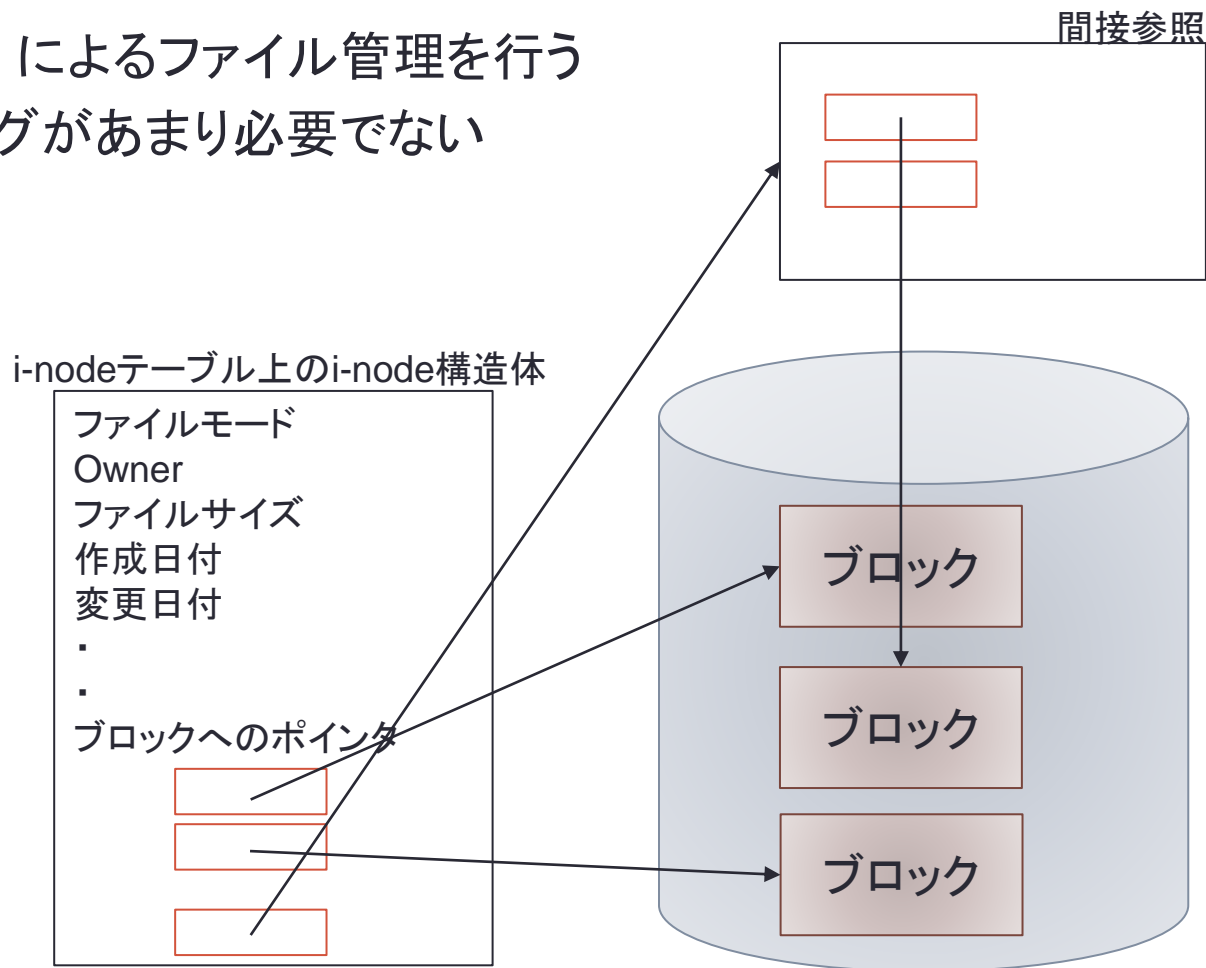 によるファイル管理を行う
グがあまり必要でない
間接参照
i-nodeテーブル上のi-node構造体
ファイルモード
Owner
ファイルサイズ
作成日付
変更日付
・
・
ブロックへのポインタ
ブロック
ブロック
ブロック